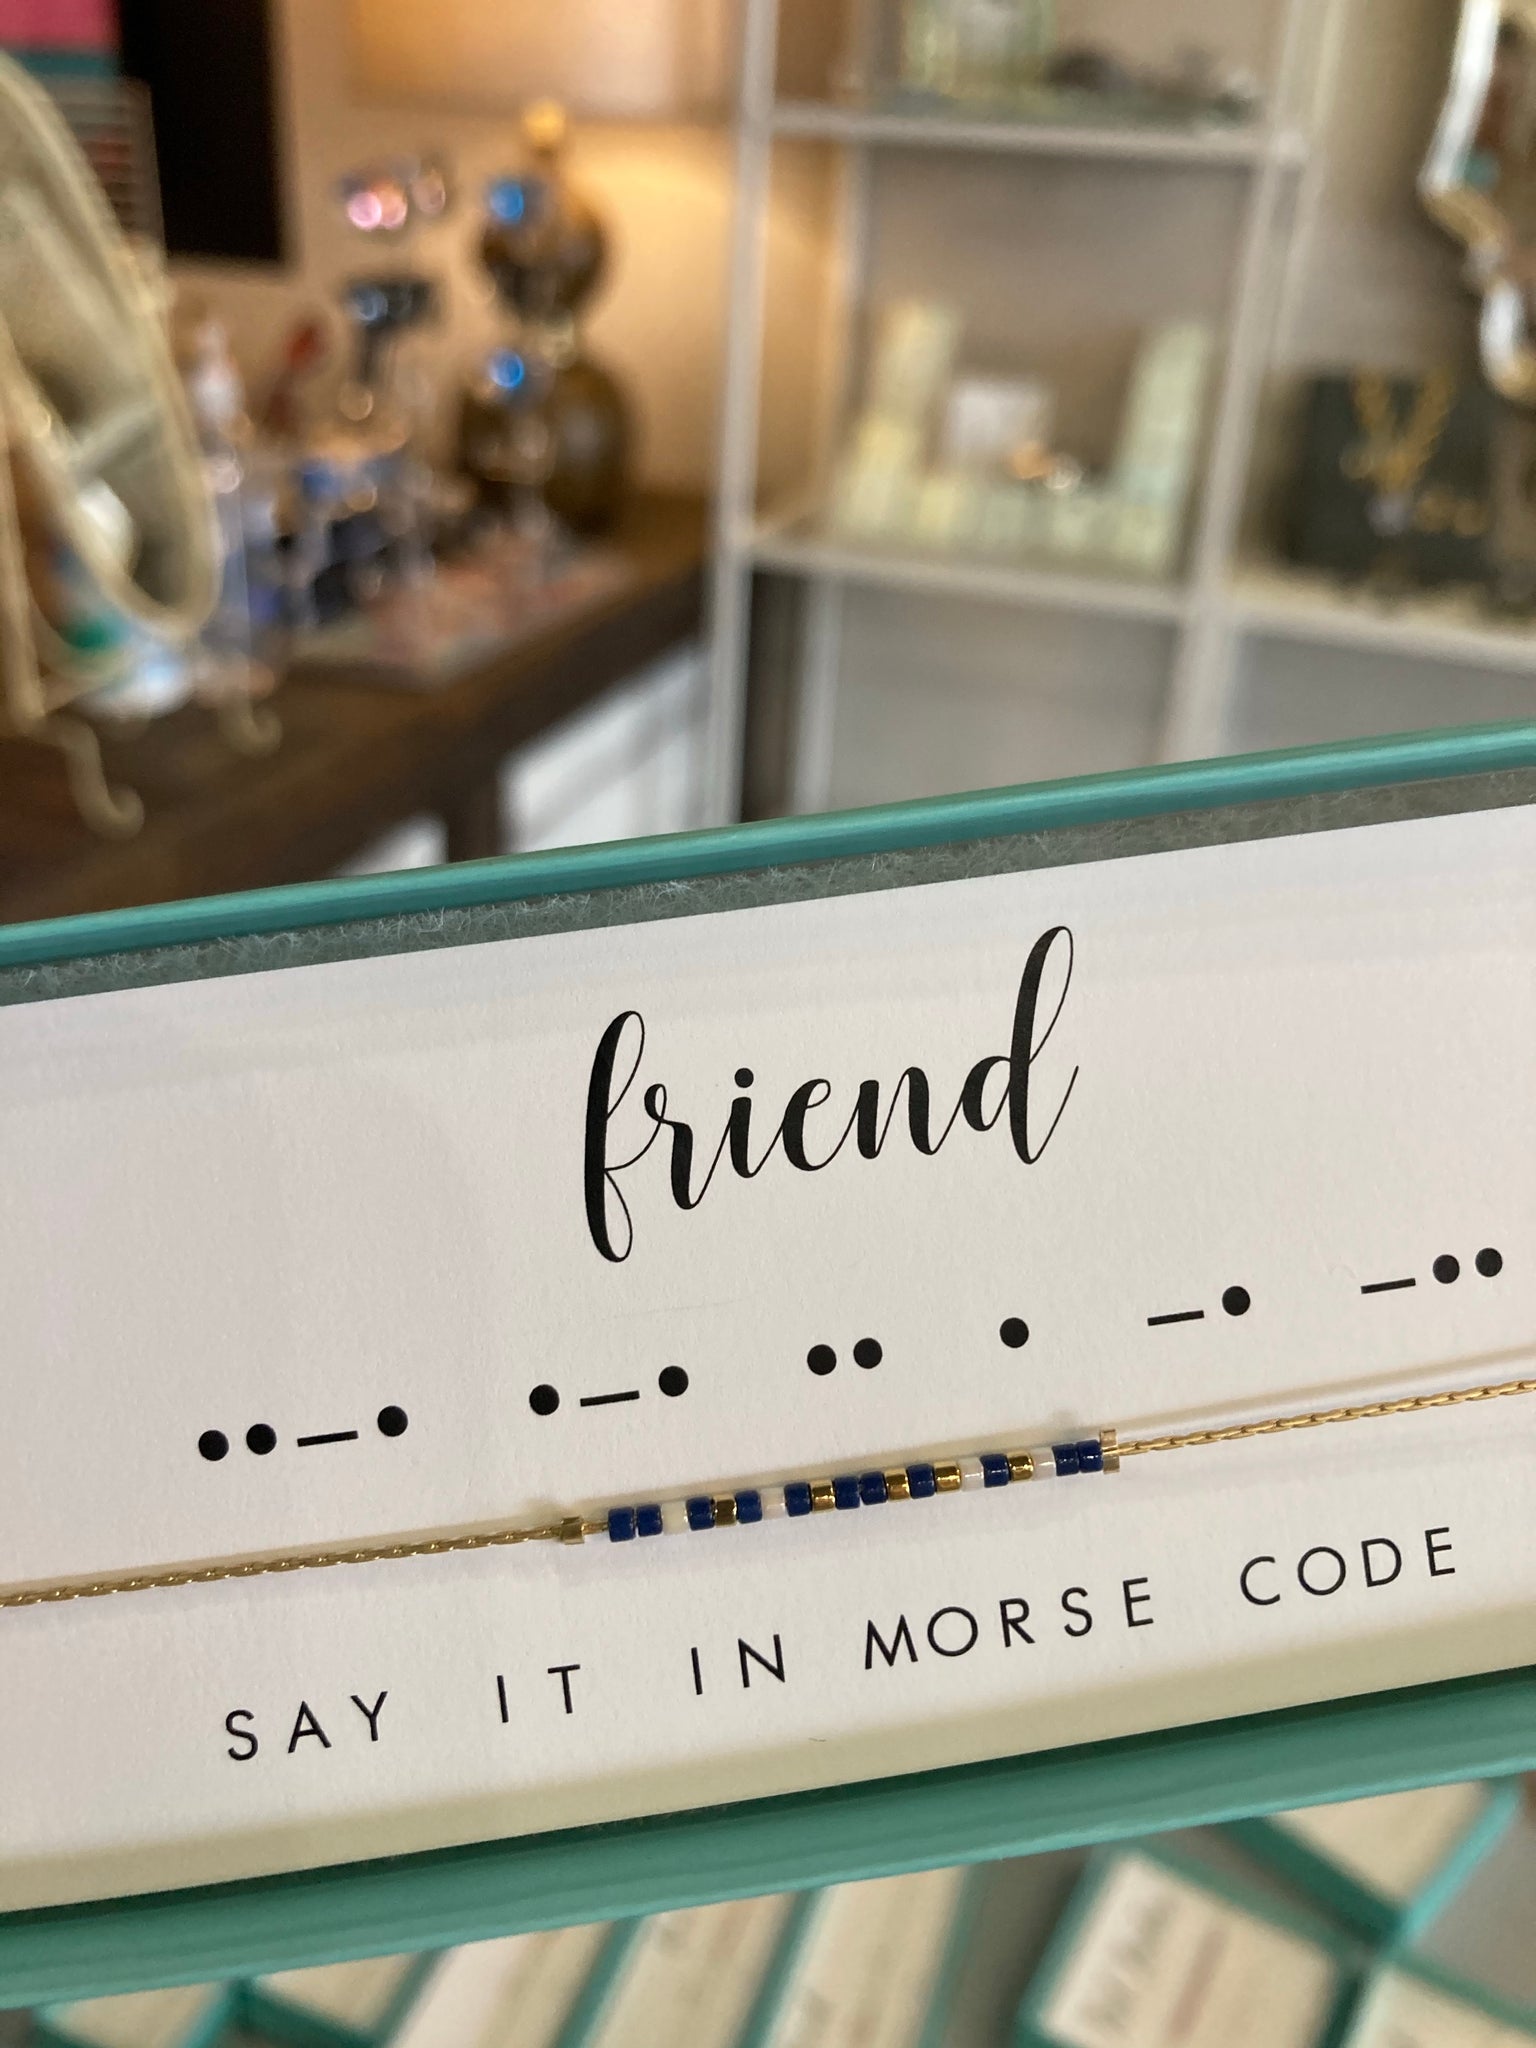 friend
••–• •–• •• • –• –••
SAY IT IN MORSE CODE